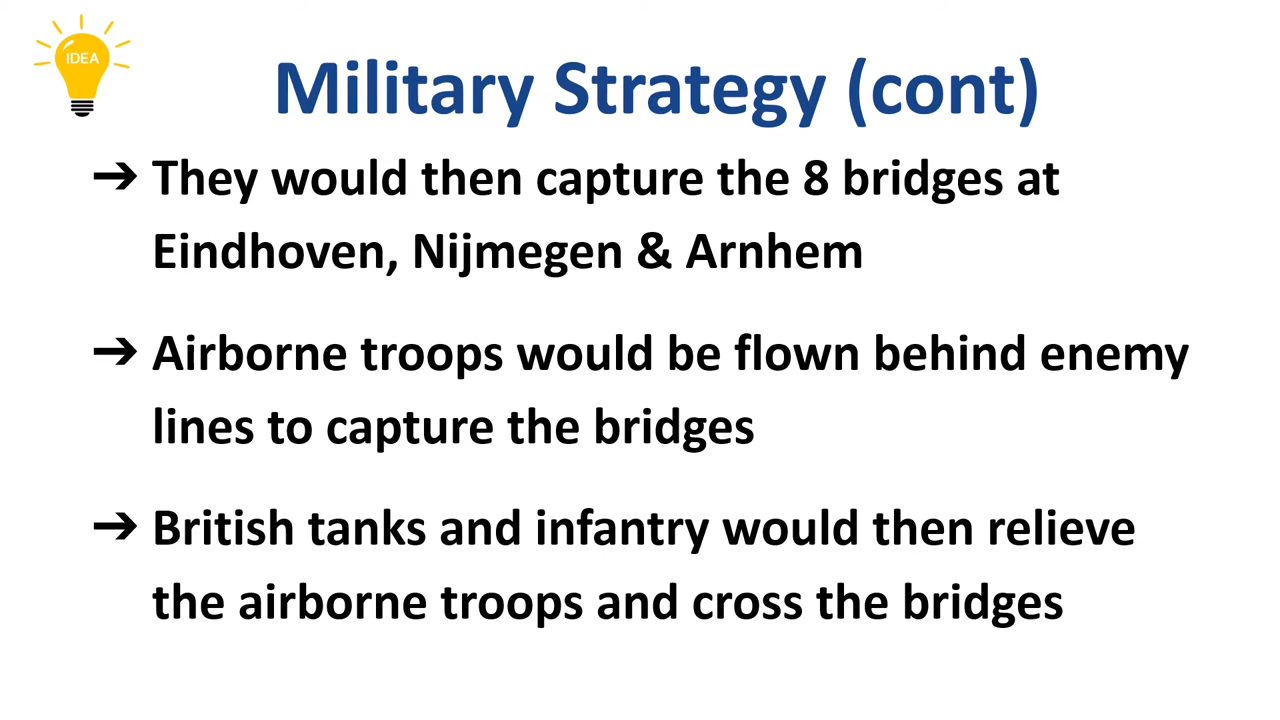 IDEA
Military Strategy (cont)
➔ They would then capture the 8 bridges at
Eindhoven, Nijmegen & Arnhem
➔ Airborne troops would be flown behind enemy
lines to capture the bridges
➔ British tanks and infantry would then relieve
the airborne troops and cross the bridges